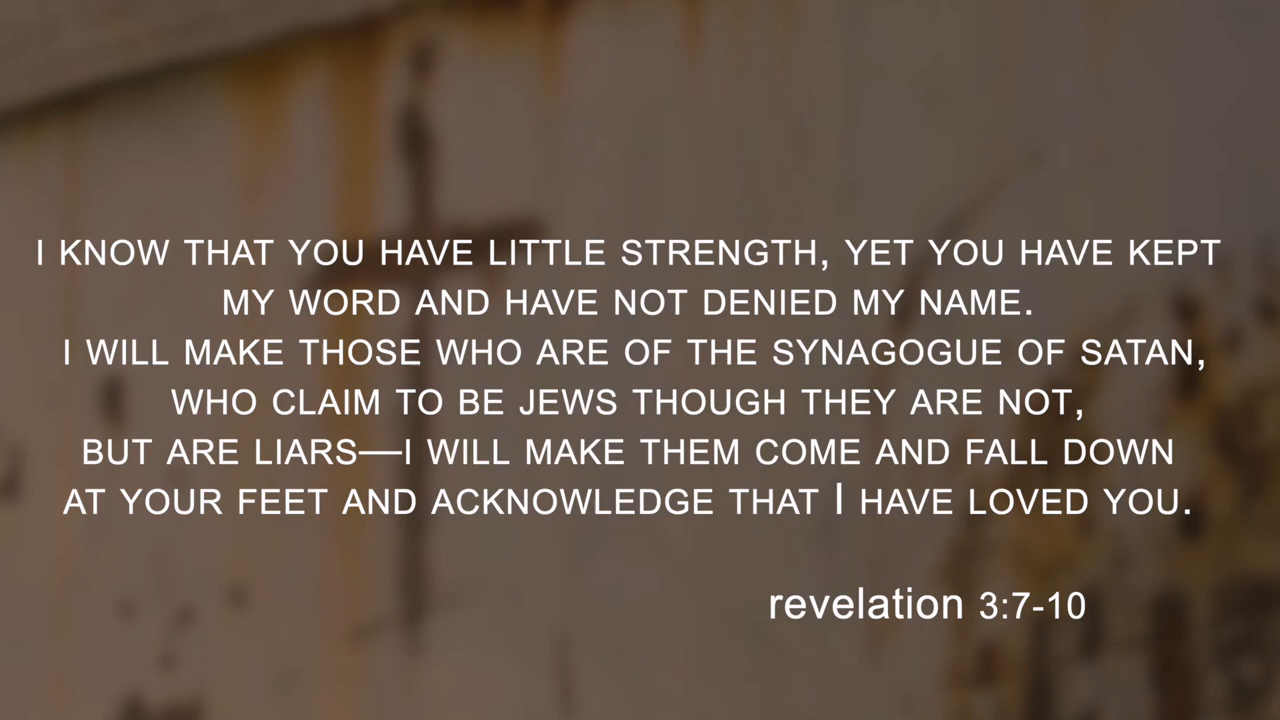 I KNOW THAT YOU HAVE LITTLE STRENGTH, YET YOU HAVE KEPT
MY WORD AND HAVE NOT DENIED MY NAME.
I WILL MAKE THOSE WHO ARE OF THE SYNAGOGUE OF SATAN,
WHO CLAIM TO BE JEWS THOUGH THEY ARE NOT,
BUT ARE LIARS—I WILL MAKE THEM COME AND FALL DOWN
AT YOUR FEET AND ACKNOWLEDGE THAT I HAVE LOVED YOU.
revelation 3:7-10